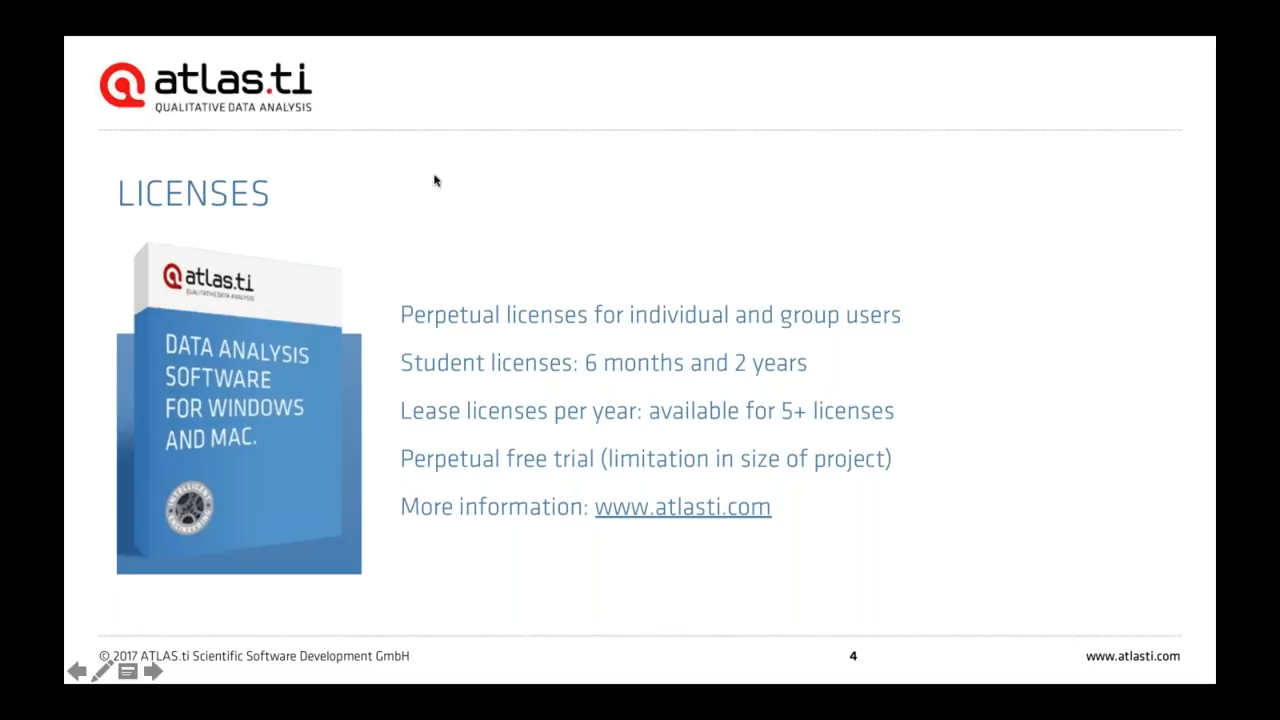 atlas.ti
QUALITATIVE DATA ANALYSIS
LICENSES
atlas.ti
QUALITATIVE DATA ANALYSIS
DATA ANALYSIS
SOFTWARE
FOR WINDOWS
AND MAC.
INTELLIGENT
ENGINEERING
Perpetual licenses for individual and group users
Student licenses: 6 months and 2 years
Lease licenses per year: available for 5+ licenses
Perpetual free trial (limitation in size of project)
More information: www.atlasti.com
© 2017 ATLAS.ti Scientific Software Development GmbH
4
www.atlasti.com